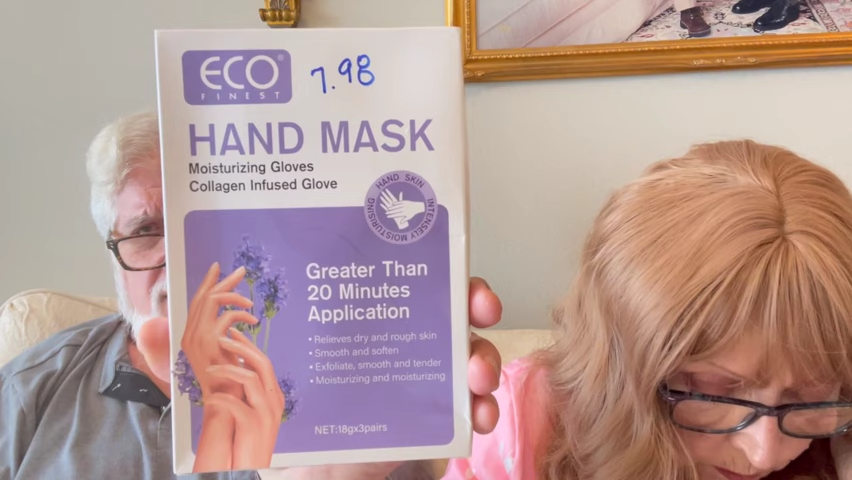 ECO®
FINEST
7.98
HAND MASK
Moisturizing Gloves
Collagen Infused Glove
HAND SKIN
INTENSELY MOISTURISING
Greater Than
20 Minutes
Application
• Relieves dry and rough skin
• Smooth and soften
• Exfoliate, smooth and tender
• Moisturizing and moisturizing
NET:18gx3pairs